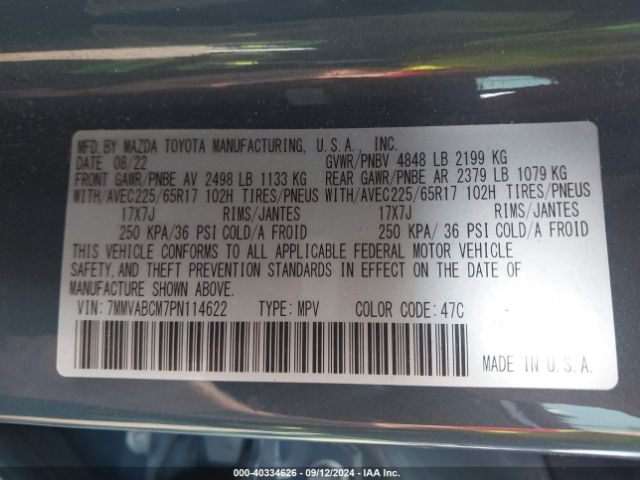 MFD. BY MAZDA TOYOTA MANUFACTURING, U.S.A., INC.
DATE 08/22 GVWR/PNBV 4848 LB 2199 KG
FRONT GAWR/PNBE AV 2498 LB 1133 KG REAR GAWR/PNBE AR 2379 LB 1079 KG
WITH/AVEC225/65R17 102H TIRES/PNEUS WITH/AVEC225/65R17 102H TIRES/PNEUS
17X7J RIMS/JANTES 17X7J RIMS/JANTES
250 KPA/36 PSI COLD/A FROID 250 KPA/ 36 PSI COLD/A FROID
THIS VEHICLE CONFORMS TO ALL APPLICABLE FEDERAL MOTOR VEHICLE
SAFETY, AND THEFT PREVENTION STANDARDS IN EFFECT ON THE DATE OF
MANUFACTURE SHOWN ABOVE.
VIN: 7MMVABCM7PN114622 TYPE: MPV COLOR CODE: 47C -
MADE IN U.S.A.
000-40334626 - 09/12/2024 - IAA Inc.